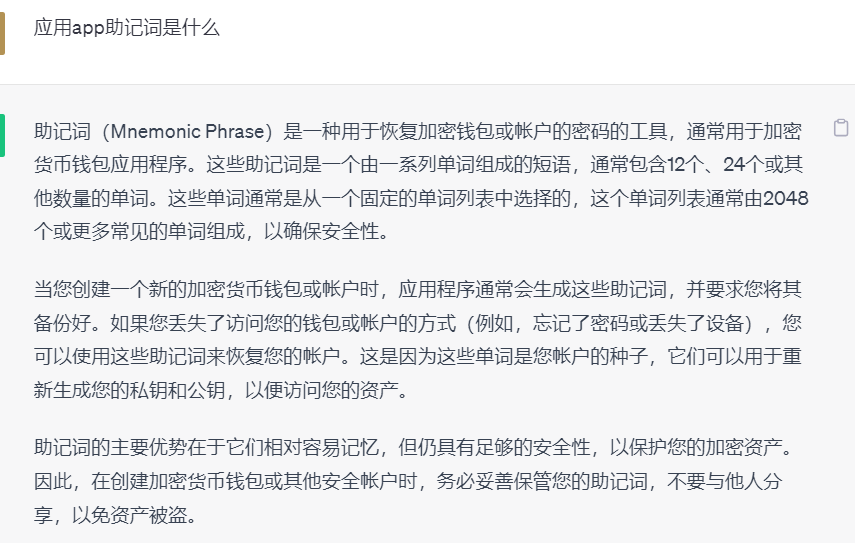 应用app助记词是什么
助记词（Mnemonic Phrase）是一种用于恢复加密钱包或帐户的密码的工具，通常用于加密
货币钱包应用程序。这些助记词是一个由一系列单词组成的短语，通常包含12个、24个或其
他数量的单词。这些单词通常是从一个固定的单词列表中选择的，这个单词列表通常由2048
个或更多常见的单词组成，以确保安全性。
当您创建一个新的加密货币钱包或帐户时，应用程序通常会生成这些助记词，并要求您将其
备份好。如果您丢失了访问您的钱包或帐户的方式（例如，忘记了密码或丢失了设备），您
可以使用这些助记词来恢复您的帐户。这是因为这些单词是您帐户的种子，它们可以用于重
新生成您的私钥和公钥，以便访问您的资产。
助记词的主要优势在于它们相对容易记忆，但仍具有足够的安全性，以保护您的加密资产。
因此，在创建加密货币钱包或其他安全帐户时，务必妥善保管您的助记词，不要与他人分
享，以免资产被盗。